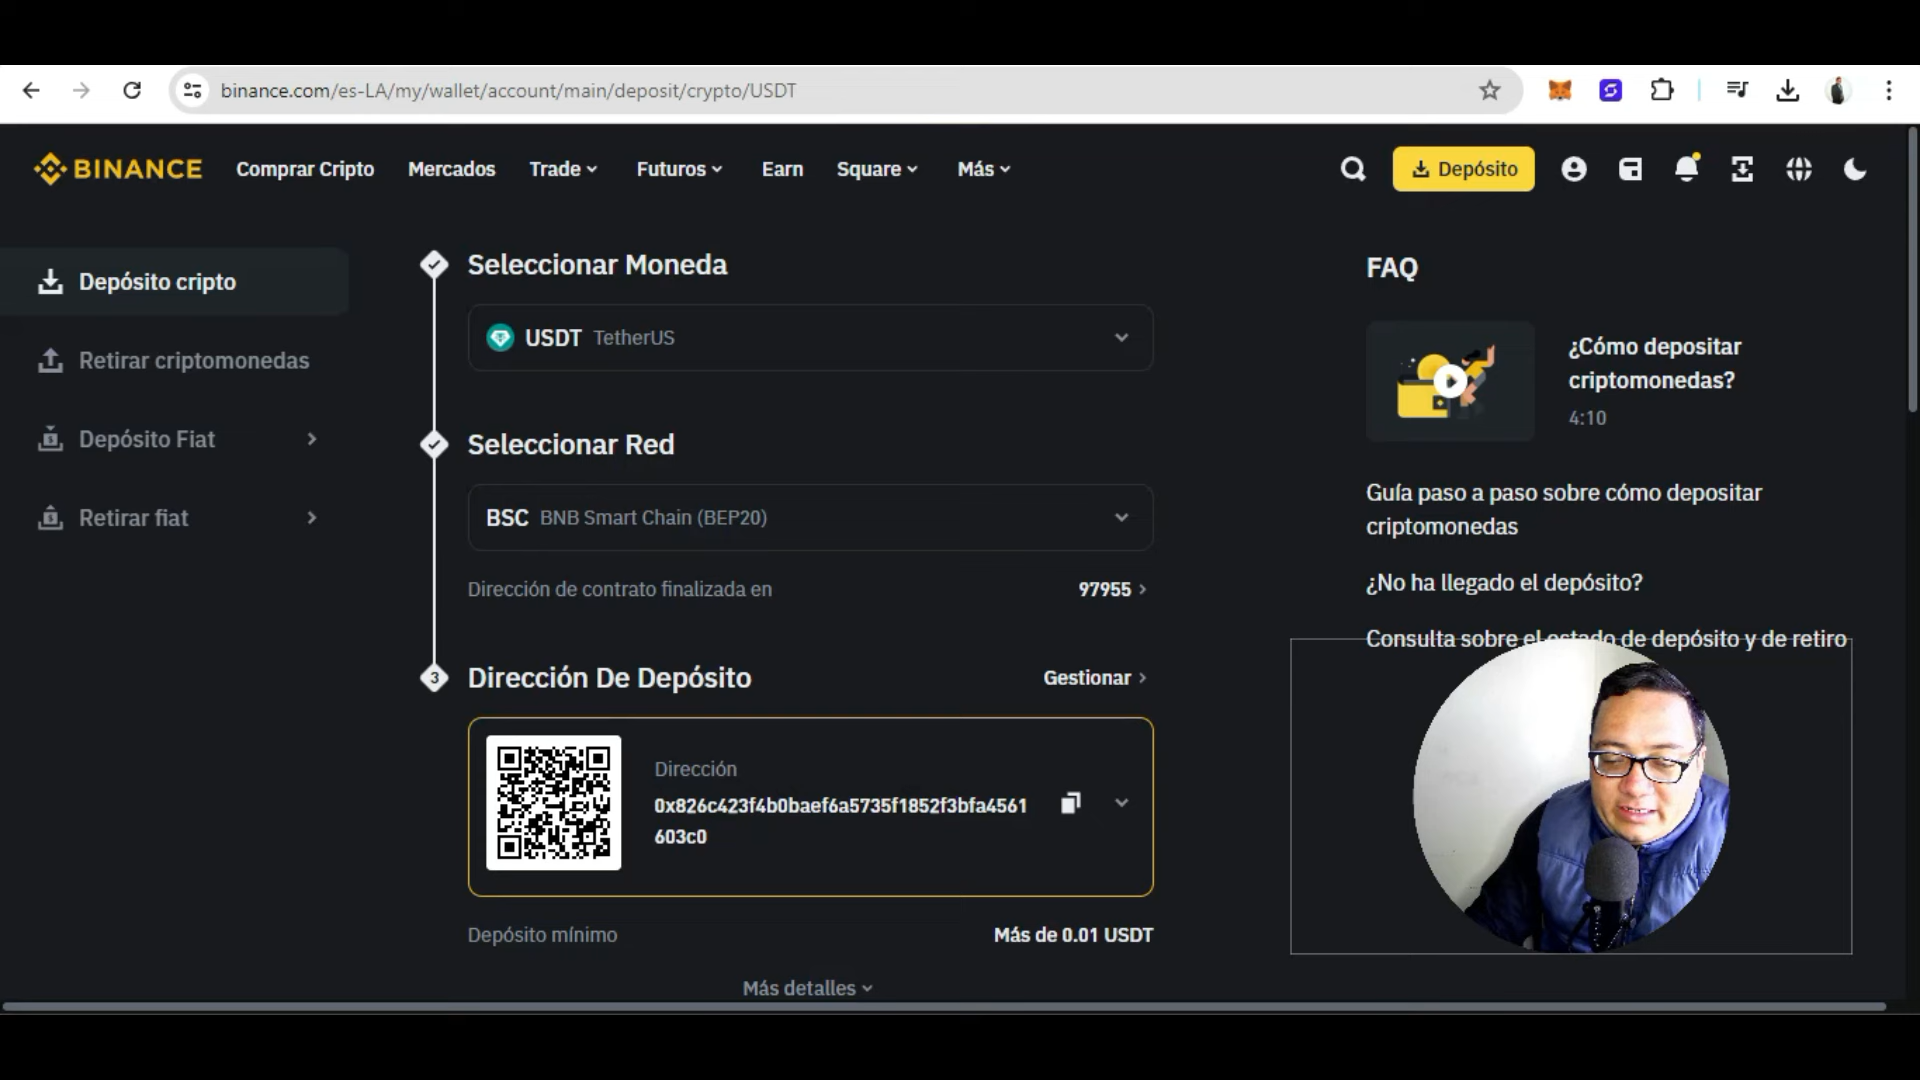 binance.com/es-LA/my/wallet/account/main/deposit/crypto/USDT
BINANCE
Comprar Cripto
Mercados
Trade
Futuros
Earn
Square
Más
Depósito
Depósito cripto
Retirar criptomonedas
Depósito Fiat
Retirar fiat
Seleccionar Moneda
USDT TetherUS
Seleccionar Red
BSC BNB Smart Chain (BEP20)
Dirección de contrato finalizada en
97955
3
Dirección De Depósito
Gestionar
Dirección
0x826c423f4b0baef6a5735f1852f3bfa4561
603c0
Depósito mínimo
Más de 0.01 USDT
Más detalles
FAQ
¿Cómo depositar
criptomonedas?
4:10
Guía paso a paso sobre cómo depositar
criptomonedas
¿No ha llegado el depósito?
Consulta sobre el estado de depósito y de retiro